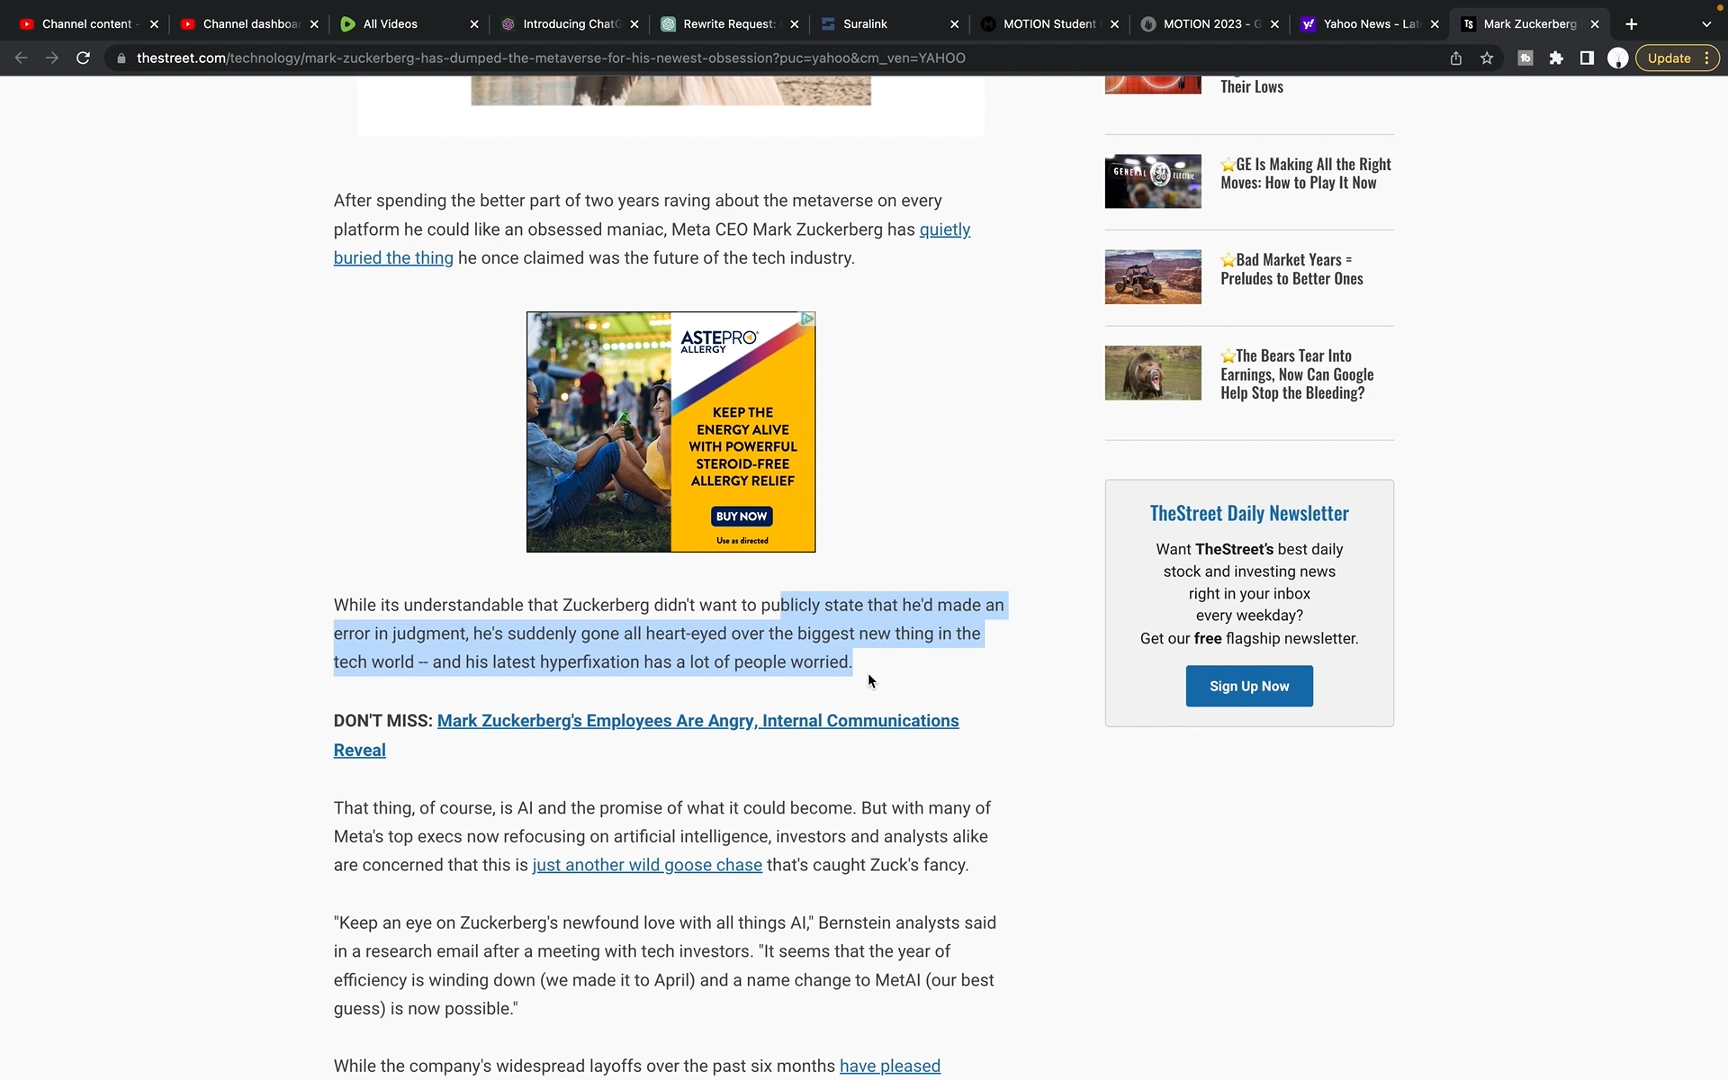 Channel content -
Channel dashboa
All Videos
Introducing ChatG
Rewrite Request:
Suralink
MOTION Student
MOTION 2023 - G
Yahoo News - Lat
Mark Zuckerberg
thestreet.com/technology/mark-zuckerberg-has-dumped-the-metaverse-for-his-newest-obsession?puc=yahoo&cm_ven=YAHOO
Update
After spending the better part of two years raving about the metaverse on every
platform he could like an obsessed maniac, Meta CEO Mark Zuckerberg has quietly
buried the thing he once claimed was the future of the tech industry.
ASTEPRO
ALLERGY
KEEP THE
ENERGY ALIVE
WITH POWERFUL
STEROID-FREE
ALLERGY RELIEF
BUY NOW
Use as directed
While its understandable that Zuckerberg didn't want to publicly state that he'd made an
error in judgment, he's suddenly gone all heart-eyed over the biggest new thing in the
tech world -- and his latest hyperfixation has a lot of people worried.
DON'T MISS: Mark Zuckerberg's Employees Are Angry, Internal Communications
Reveal
That thing, of course, is AI and the promise of what it could become. But with many of
Meta's top execs now refocusing on artificial intelligence, investors and analysts alike
are concerned that this is just another wild goose chase that's caught Zuck's fancy.
"Keep an eye on Zuckerberg's newfound love with all things AI," Bernstein analysts said
in a research email after a meeting with tech investors. "It seems that the year of
efficiency is winding down (we made it to April) and a name change to MetAI (our best
guess) is now possible."
While the company's widespread layoffs over the past six months have pleased
Their Lows
GENERAL ELECTRIC
GE Is Making All the Right
Moves: How to Play It Now
Bad Market Years =
Preludes to Better Ones
The Bears Tear Into
Earnings, Now Can Google
Help Stop the Bleeding?
TheStreet Daily Newsletter
Want TheStreet's best daily
stock and investing news
right in your inbox
every weekday?
Get our free flagship newsletter.
Sign Up Now